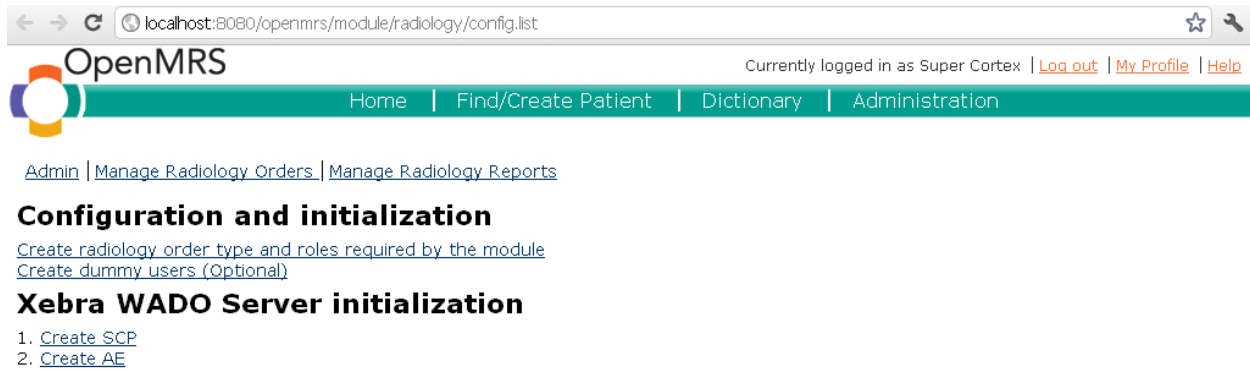 localhost:8080/openmrs/module/radiology/config.list
OpenMRS
Currently logged in as Super Cortex | Log out | My Profile | Help
Home | Find/Create Patient | Dictionary | Administration
Admin | Manage Radiology Orders | Manage Radiology Reports
Configuration and initialization
Create radiology order type and roles required by the module
Create dummy users (Optional)
Xebra WADO Server initialization
1. Create SCP
2. Create AE